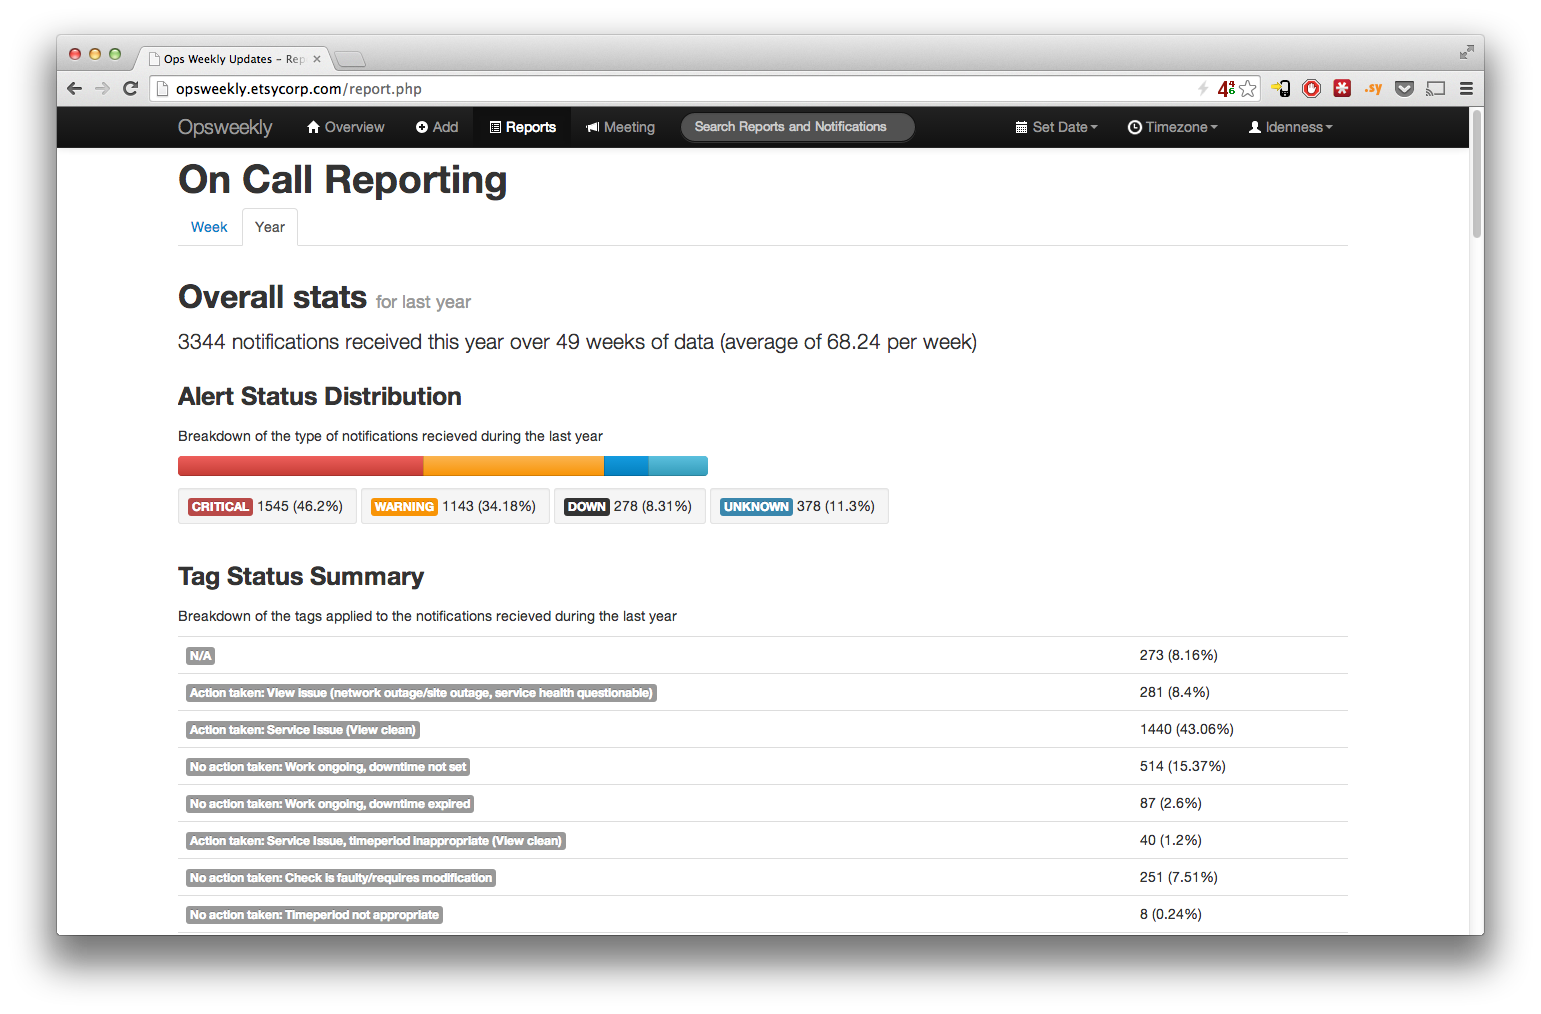 Ops Weekly Updates – Rep
opsweekly.etsycorp.com/report.php
Opsweekly Overview Add Reports Meeting Search Reports and Notifications Set Date Timezone ldenness
On Call Reporting
Week Year
Overall stats for last year
3344 notifications received this year over 49 weeks of data (average of 68.24 per week)
Alert Status Distribution
Breakdown of the type of notifications recieved during the last year
CRITICAL 1545 (46.2%) WARNING 1143 (34.18%) DOWN 278 (8.31%) UNKNOWN 378 (11.3%)
Tag Status Summary
Breakdown of the tags applied to the notifications recieved during the last year
N/A 273 (8.16%)
Action taken: View issue (network outage/site outage, service health questionable) 281 (8.4%)
Action taken: Service Issue (View clean) 1440 (43.06%)
No action taken: Work ongoing, downtime not set 514 (15.37%)
No action taken: Work ongoing, downtime expired 87 (2.6%)
Action taken: Service Issue, timeperiod inappropriate (View clean) 40 (1.2%)
No action taken: Check is faulty/requires modification 251 (7.51%)
No action taken: Timeperiod not appropriate 8 (0.24%)